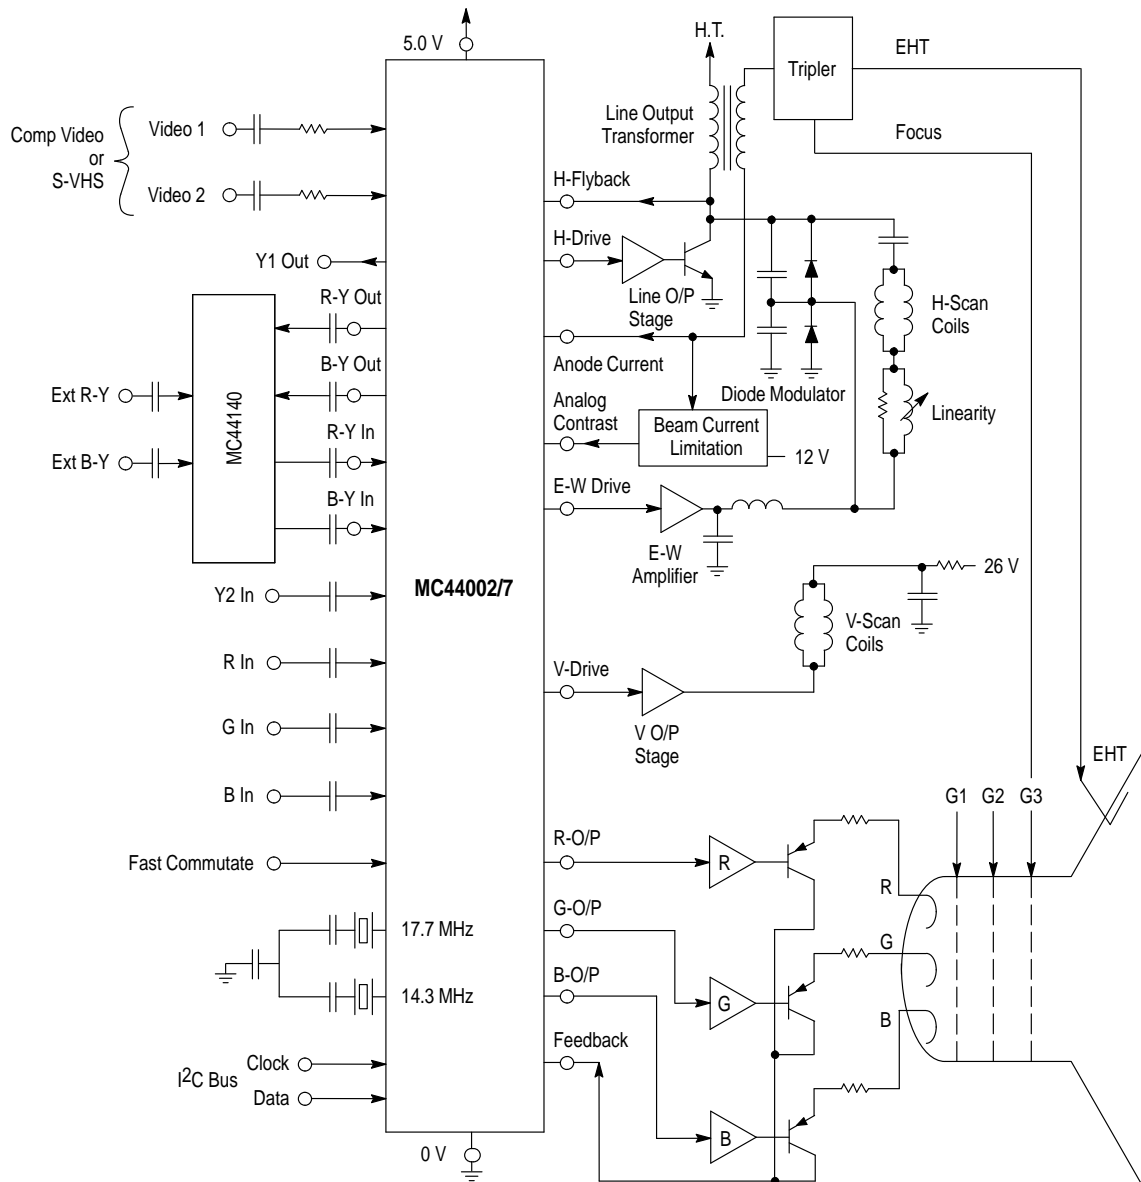 5.0 V
Comp Video
or
S-VHS
Video 1
Video 2
Y1 Out
R-Y Out
B-Y Out
R-Y In
B-Y In
Ext R-Y
Ext B-Y
MC44140
Y2 In
R In
G In
B In
Fast Commutate
17.7 MHz
14.3 MHz
I2C Bus
Clock
Data
0 V
MC44002/7
H.T.
Line Output
Transformer
Tripler
EHT
Focus
H-Flyback
H-Drive
Line O/P
Stage
Anode Current
Diode Modulator
H-Scan
Coils
Linearity
Analog
Contrast
Beam Current
Limitation
12 V
E-W Drive
E-W
Amplifier
26 V
V-Scan
Coils
V-Drive
V O/P
Stage
EHT
G1
G2
G3
R-O/P
R
R
G-O/P
G
G
B-O/P
B
B
Feedback